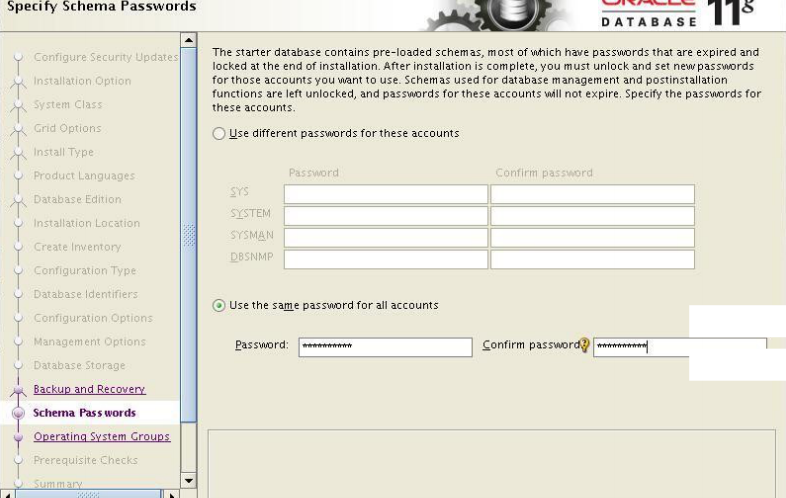 Specify Schema Passwords
ORACLE
DATABASE 11g
Configure Security Updates
Installation Option
System Class
Grid Options
Install Type
Product Languages
Database Edition
Installation Location
Create Inventory
Configuration Type
Database Identifiers
Configuration Options
Management Options
Database Storage
Backup and Recovery
Schema Passwords
Operating System Groups
Prerequisite Checks
Summary
The starter database contains pre-loaded schemas, most of which have passwords that are expired and
locked at the end of installation. After installation is complete, you must unlock and set new passwords
for those accounts you want to use. Schemas used for database management and postinstallation
functions are left unlocked, and passwords for these accounts will not expire. Specify the passwords for
these accounts.
Use different passwords for these accounts
Password Confirm password
SYS
SYSTEM
SYSMAN
DBSNMP
Use the same password for all accounts
Password: ********** Confirm password: **********